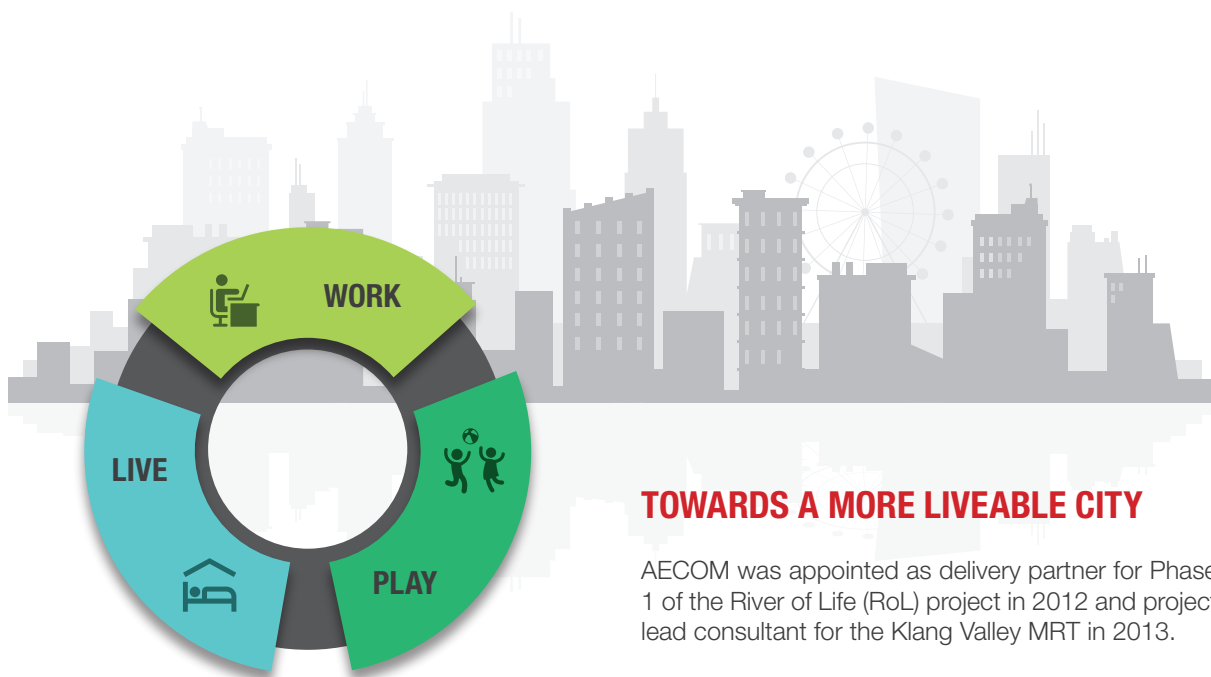 WORK
LIVE
PLAY
TOWARDS A MORE LIVEABLE CITY
AECOM was appointed as delivery partner for Phase
1 of the River of Life (RoL) project in 2012 and project
lead consultant for the Klang Valley MRT in 2013.